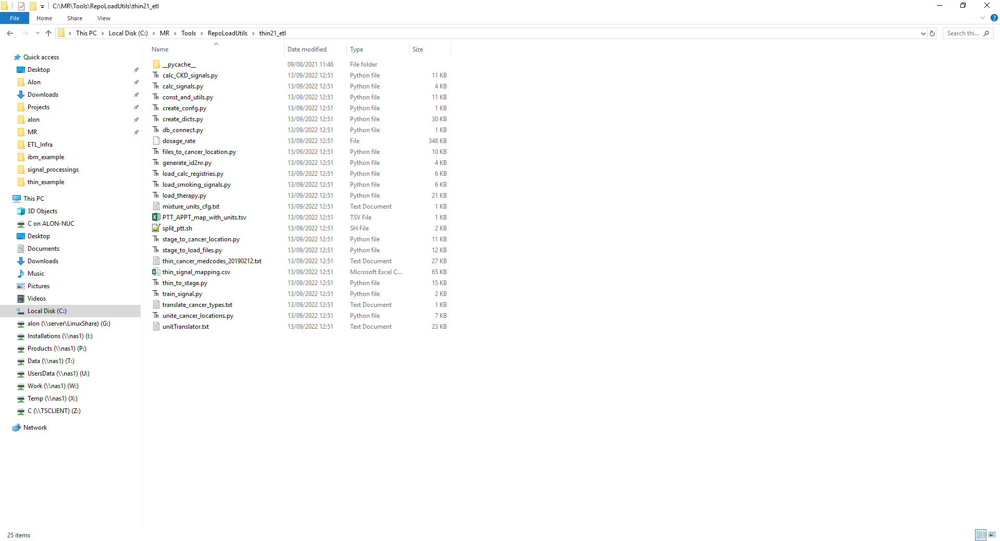 C:\MR\Tools\RepoLoadUtils\thin21_etl
File Home Share View
This PC Local Disk (C:) MR Tools RepoLoadUtils thin21_etl Search thi...
Name Date modified Type Size
Quick access
Desktop
Alon
Downloads
Projects
alon
MR
ETL_Infra
ibm_example
signal_processings
thin_example
This PC
3D Objects
C on ALON-NUC
Desktop
Documents
Downloads
Music
Pictures
Videos
Local Disk (C:)
alon (\\server\LinuxShare) (G:)
Installations (\\nas1) (I:)
Products (\\nas1) (P:)
Data (\\nas1) (T:)
UsersData (\\nas1) (U:)
Work (\\nas1) (W:)
Temp (\\nas1) (X:)
C (\\TSCLIENT) (Z:)
Network
__pycache__ 09/08/2021 11:46 File folder
calc_CKD_signals.py 13/09/2022 12:51 Python file 11 KB
calc_signals.py 13/09/2022 12:51 Python file 4 KB
const_and_utils.py 13/09/2022 12:51 Python file 11 KB
create_confg.py 13/09/2022 12:51 Python file 1 KB
create_dicts.py 13/09/2022 12:51 Python file 30 KB
db_connect.py 13/09/2022 12:51 Python file 1 KB
dosage_rate 13/09/2022 12:51 File 348 KB
files_to_cancer_location.py 13/09/2022 12:51 Python file 10 KB
generate_id2nr.py 13/09/2022 12:51 Python file 4 KB
load_calc_registries.py 13/09/2022 12:51 Python file 6 KB
load_smoking_signals.py 13/09/2022 12:51 Python file 6 KB
load_therapy.py 13/09/2022 12:51 Python file 21 KB
mixture_units_cfg.txt 13/09/2022 12:51 Text Document 1 KB
PTT_APPT_map_with_units.tsv 13/09/2022 12:51 TSV File 1 KB
split_ptt.sh 13/09/2022 12:51 SH File 2 KB
stage_to_cancer_location.py 13/09/2022 12:51 Python file 11 KB
stage_to_load_files.py 13/09/2022 12:51 Python file 12 KB
thin_cancer_medcodes_20190212.txt 13/09/2022 12:51 Text Document 27 KB
thin_signal_mapping.csv 13/09/2022 12:51 Microsoft Excel C... 65 KB
thin_to_stage.py 13/09/2022 12:51 Python file 15 KB
train_signal.py 13/09/2022 12:51 Python file 2 KB
translate_cancer_types.txt 13/09/2022 12:51 Text Document 1 KB
unite_cancer_locations.py 13/09/2022 12:51 Python file 7 KB
unitTranslator.txt 13/09/2022 12:51 Text Document 23 KB
25 items